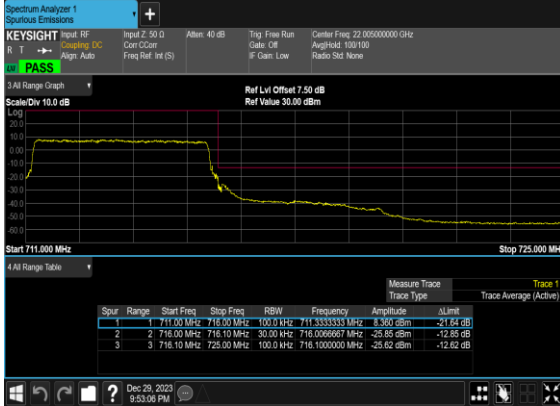 Spectrum Analyzer 1
Spurious Emissions
+
KEYSIGHT Input: RF Input Z: 50 Ω Atten: 40 dB Trig: Free Run Center Freq: 22.005000000 GHz
R T Coupling: DC Corr CCorr Gate: Off Avg|Hold: 100/100
Align: Auto Freq Ref: Int (S) IF Gain: Low Radio Std: None
LXI PASS
3 All Range Graph
Ref Lvl Offset 7.50 dB
Scale/Div 10.0 dB Ref Value 30.00 dBm
Log
20.0
10.0
0.00
-10.0
-20.0
-30.0
-40.0
-50.0
-60.0
Start 711.000 MHz Stop 725.000 MH
4 All Range Table
Measure Trace Trace 1
Trace Type Trace Average (Active)
Spur Range Start Freq Stop Freq RBW Frequency Amplitude ΔLimit
1 1 711.00 MHz 716.00 MHz 100.0 kHz 711.3333333 MHz 8.360 dBm -21.64 dB
2 2 716.00 MHz 716.10 MHz 30.00 kHz 716.0066667 MHz -25.85 dBm -12.85 dB
3 3 716.10 MHz 725.00 MHz 100.0 kHz 716.1000000 MHz -25.62 dBm -12.62 dB
? Dec 29, 2023
9:53:06 PM